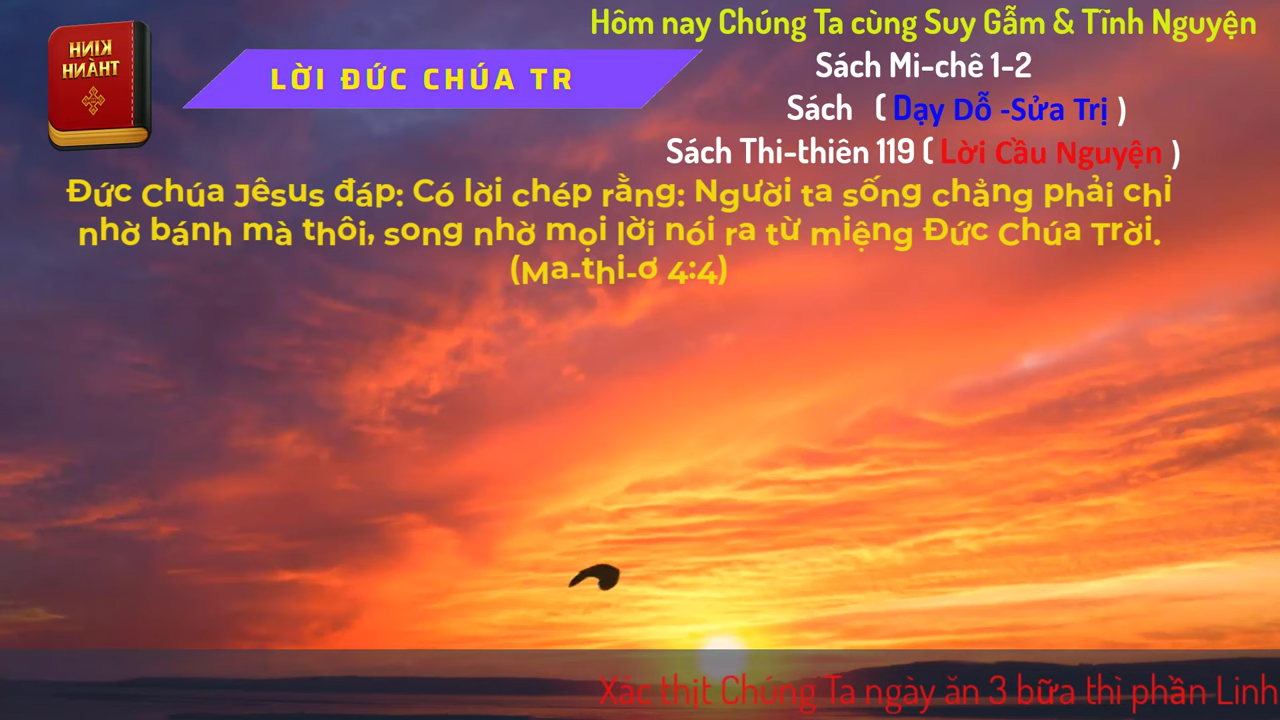 KINH
THÁNH
LỜI ĐỨC CHÚA TR
Hôm nay Chúng Ta cùng Suy Gẫm & Tĩnh Nguyện
Sách Mi-chê 1-2
Sách ( Dạy Dỗ -Sửa Trị )
Sách Thi-thiên 119 ( Lời Cầu Nguyện )
Đức Chúa Jêsus đáp: Có lời chép rằng: Người ta sống chẳng phải chỉ
nhờ bánh mà thôi, song nhờ mọi lời nói ra từ miệng Đức Chúa Trời.
(Ma-thi-ơ 4:4)
Xác thịt Chúng Ta ngày ăn 3 bữa thì phần Linh